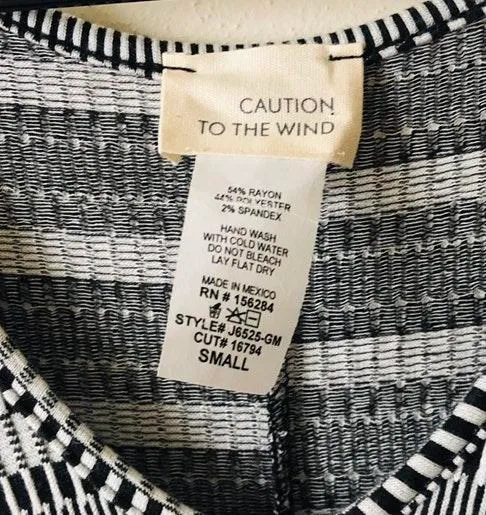 CAUTION
TO THE WIND
54% RAYON
44% POLYESTER
2% SPANDEX
HAND WASH
WITH COLD WATER
DO NOT BLEACH
LAY FLAT DRY
MADE IN MEXICO
RN # 156284
STYLE# J6525-GM
CUT# 16794
SMALL